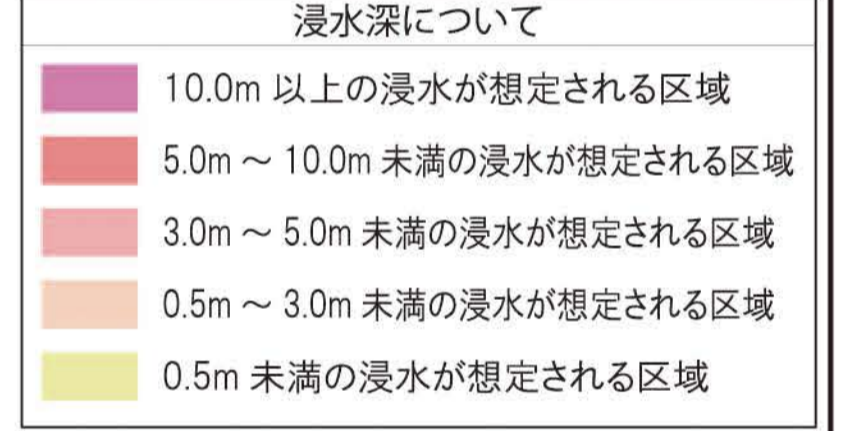 浸水深について
10.0m 以上の浸水が想定される区域
5.0m ～ 10.0m 未満の浸水が想定される区域
3.0m ～ 5.0m 未満の浸水が想定される区域
0.5m ～ 3.0m 未満の浸水が想定される区域
0.5m 未満の浸水が想定される区域